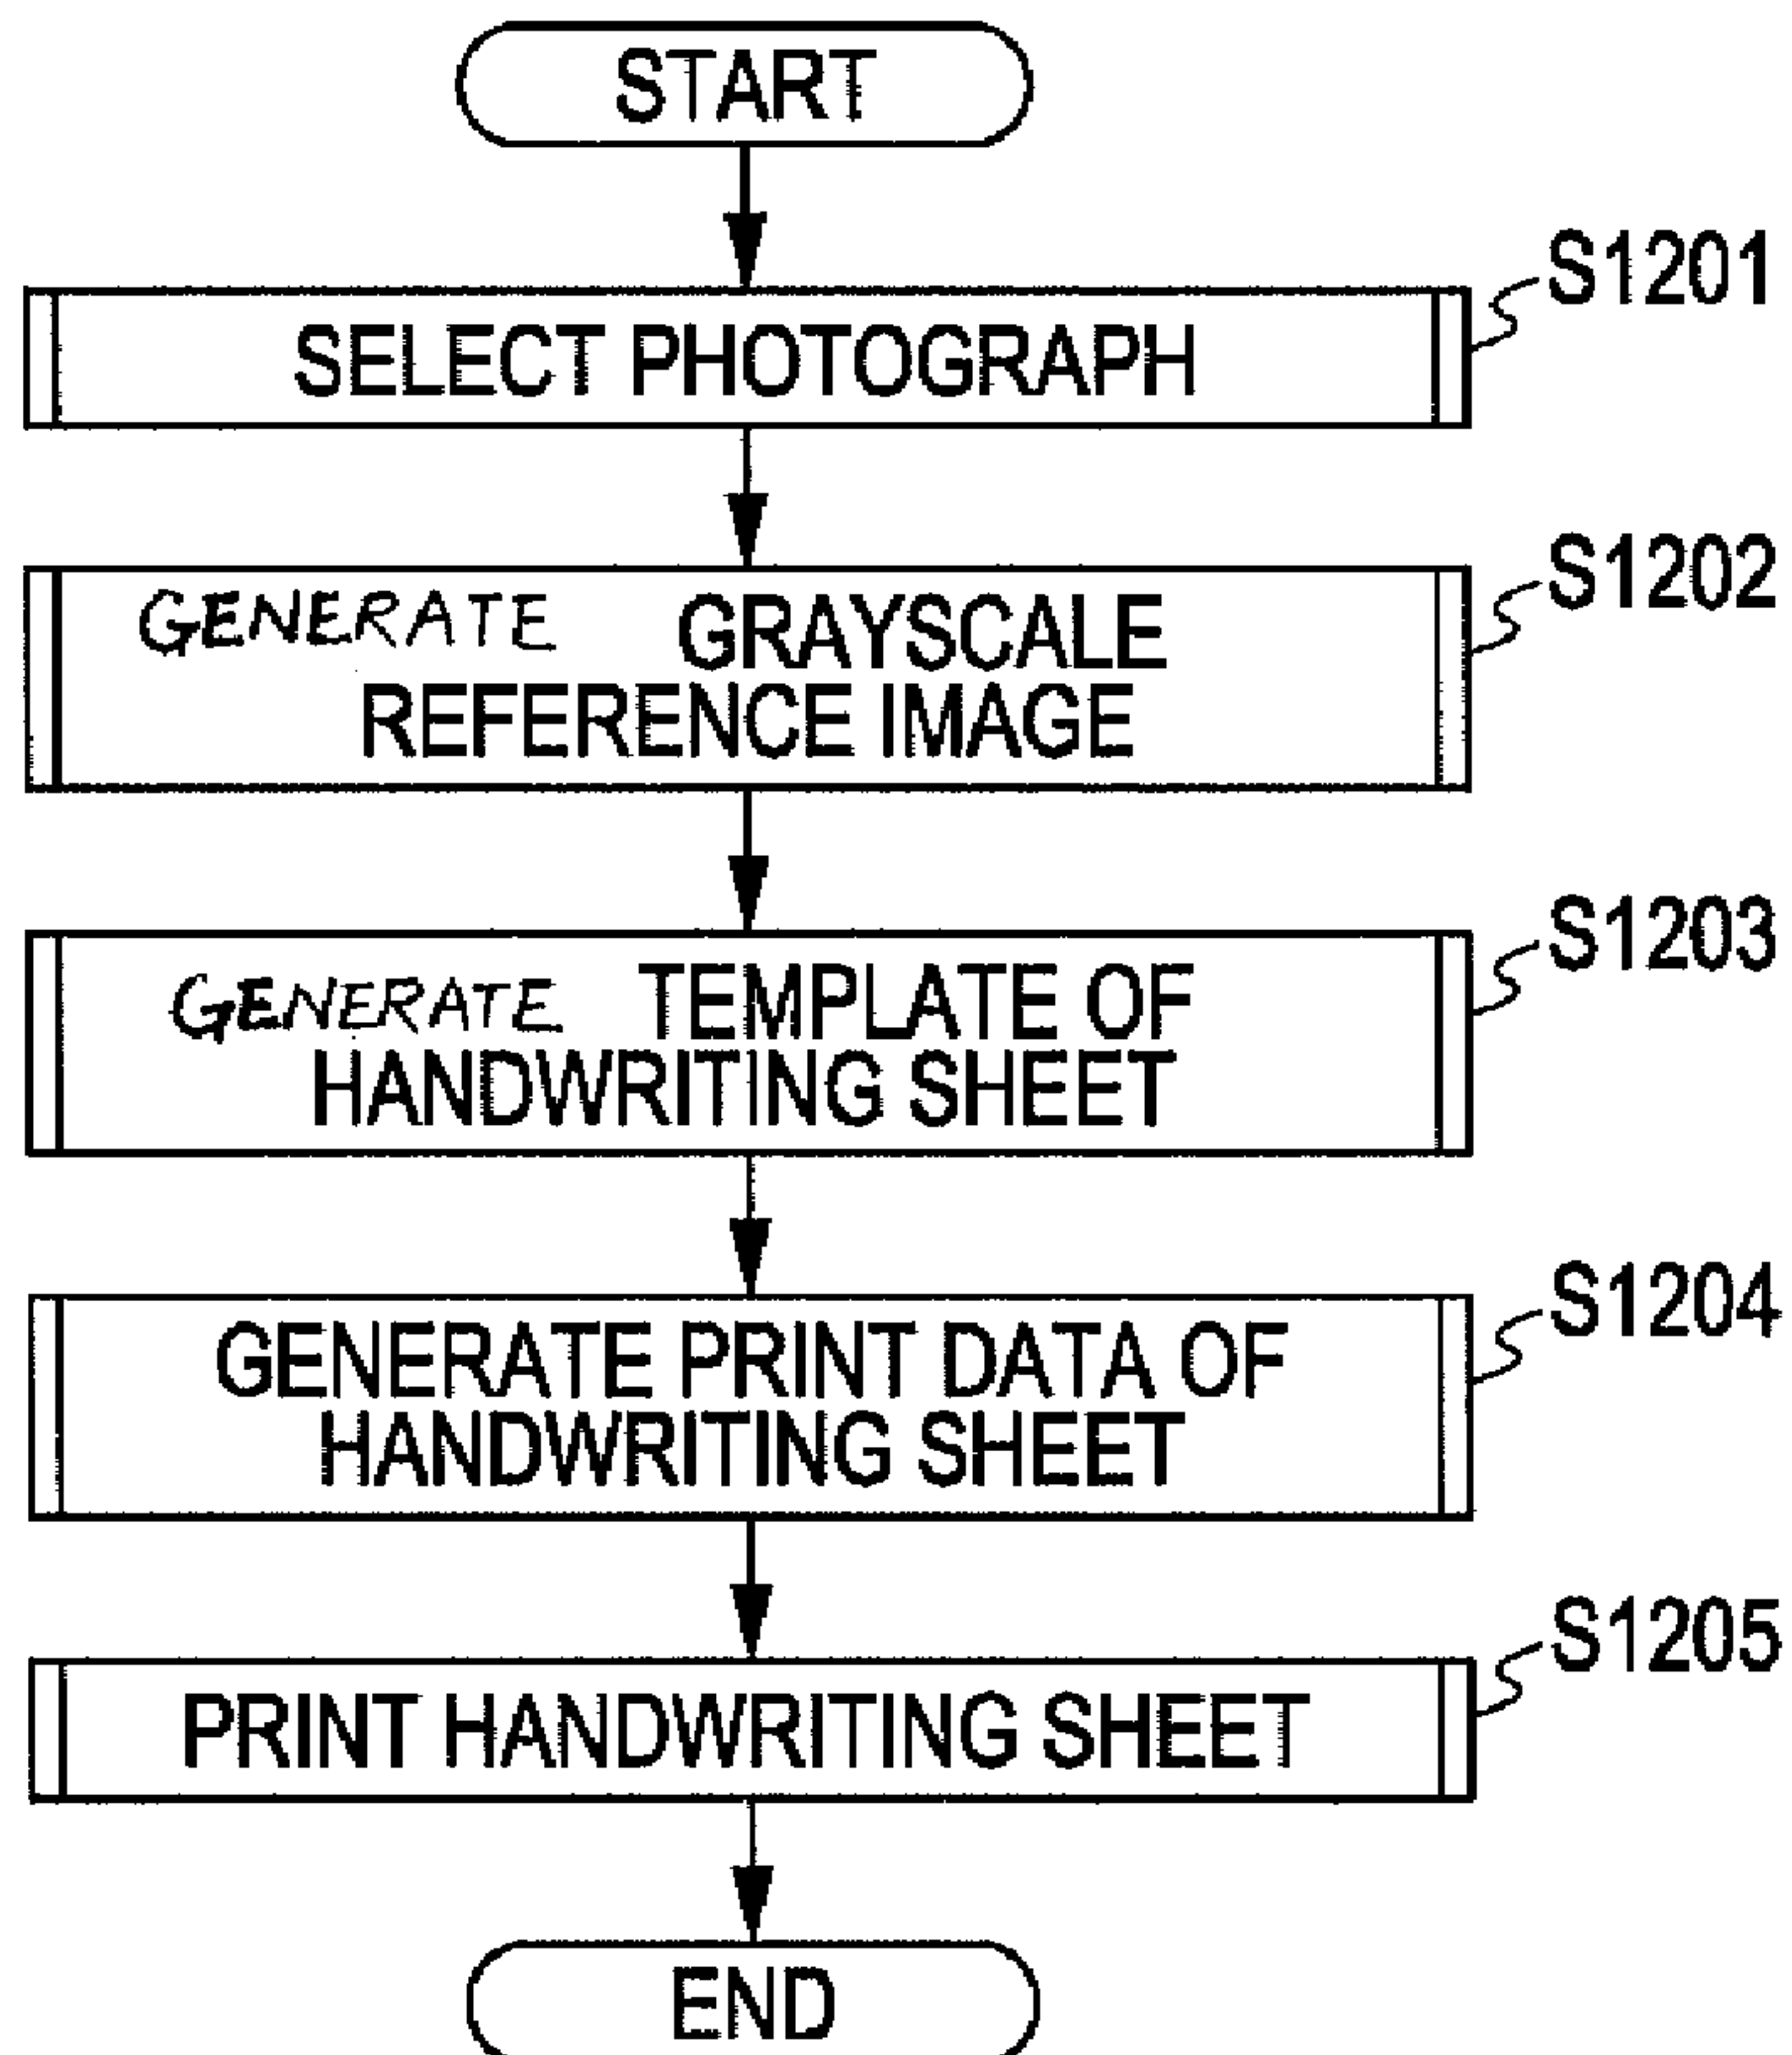 START
S1201
SELECT PHOTOGRAPH
S1202
GENERATE GRAYSCALE
REFERENCE IMAGE
S1203
GENERATE TEMPLATE OF
HANDWRITING SHEET
S1204
GENERATE PRINT DATA OF
HANDWRITING SHEET
S1205
PRINT HANDWRITING SHEET
END